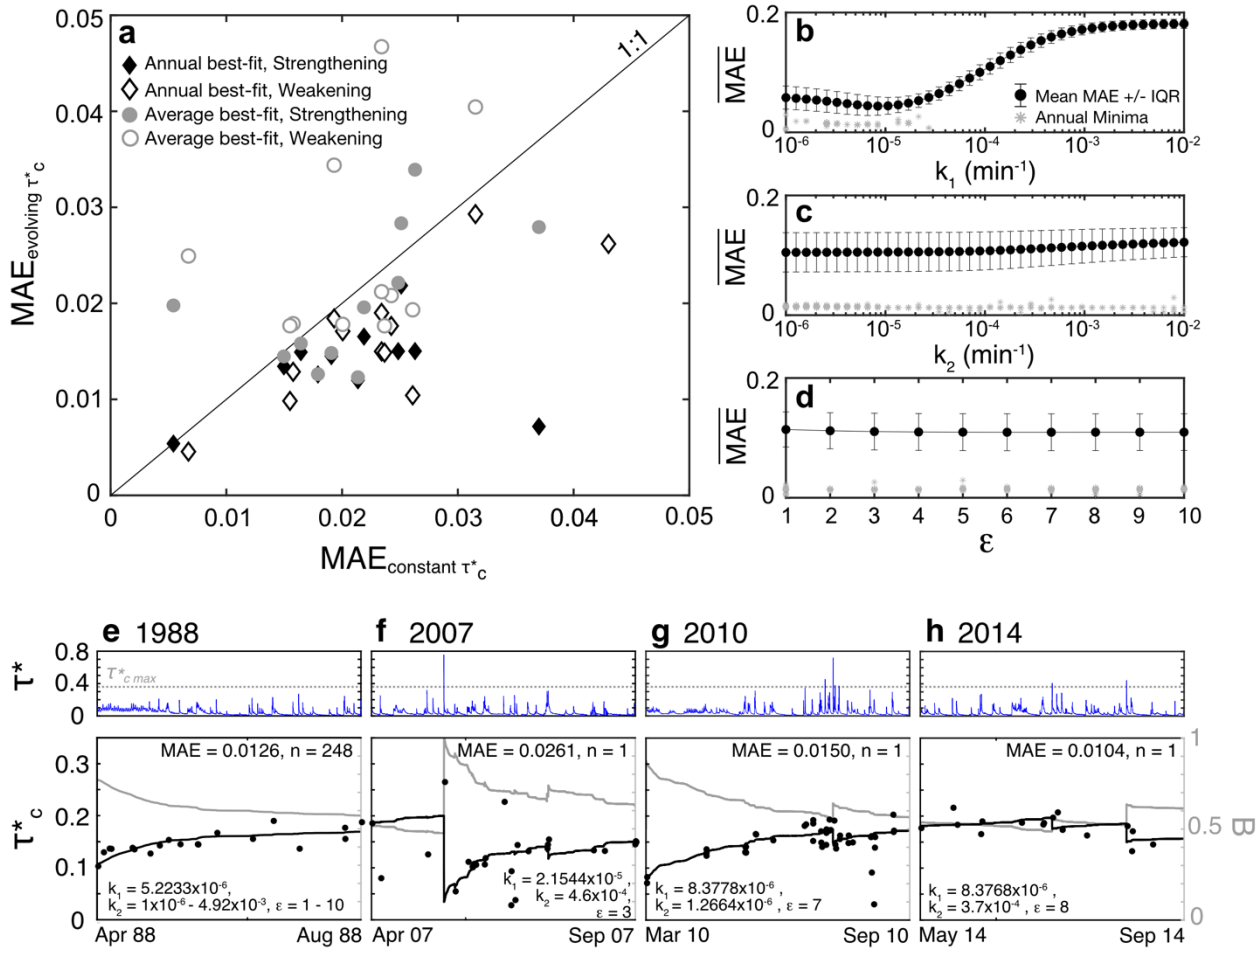 a
0.05
0.04
0.03
0.02
0.01
0
MAE evolving τ*c
1:1
Annual best-fit, Strengthening
Annual best-fit, Weakening
Average best-fit, Strengthening
Average best-fit, Weakening
0 0.01 0.02 0.03 0.04 0.05
MAE constant τ*c
b
0.2
MAE
0
Mean MAE +/- IQR
Annual Minima
10-6 10-5 10-4 10-3 10-2
k1 (min-1)
c
0.2
MAE
0
10-6 10-5 10-4 10-3 10-2
k2 (min-1)
d
0.2
MAE
0
1 2 3 4 5 6 7 8 9 10
ε
e 1988
f 2007
g 2010
h 2014
τ*
0.8
0.4
0
τ*c max
τ*c
0.3
0.2
0.1
0
MAE = 0.0126, n = 248
k1 = 5.2233x10-6 ,
k2 = 1x10-6 - 4.92x10-3, ε = 1 - 10
Apr 88 Aug 88
MAE = 0.0261, n = 1
k1 = 2.1544x10-5 ,
k2 = 4.6x10-4,
ε = 3
Apr 07 Sep 07
MAE = 0.0150, n = 1
k1 = 8.3778x10-6 ,
k2 = 1.2664x10-6 , ε = 7
Mar 10 Sep 10
MAE = 0.0104, n = 1
k1 = 8.3768x10-6 ,
k2 = 3.7x10-4 , ε = 8
May 14 Sep 14
1
0.5
0
B